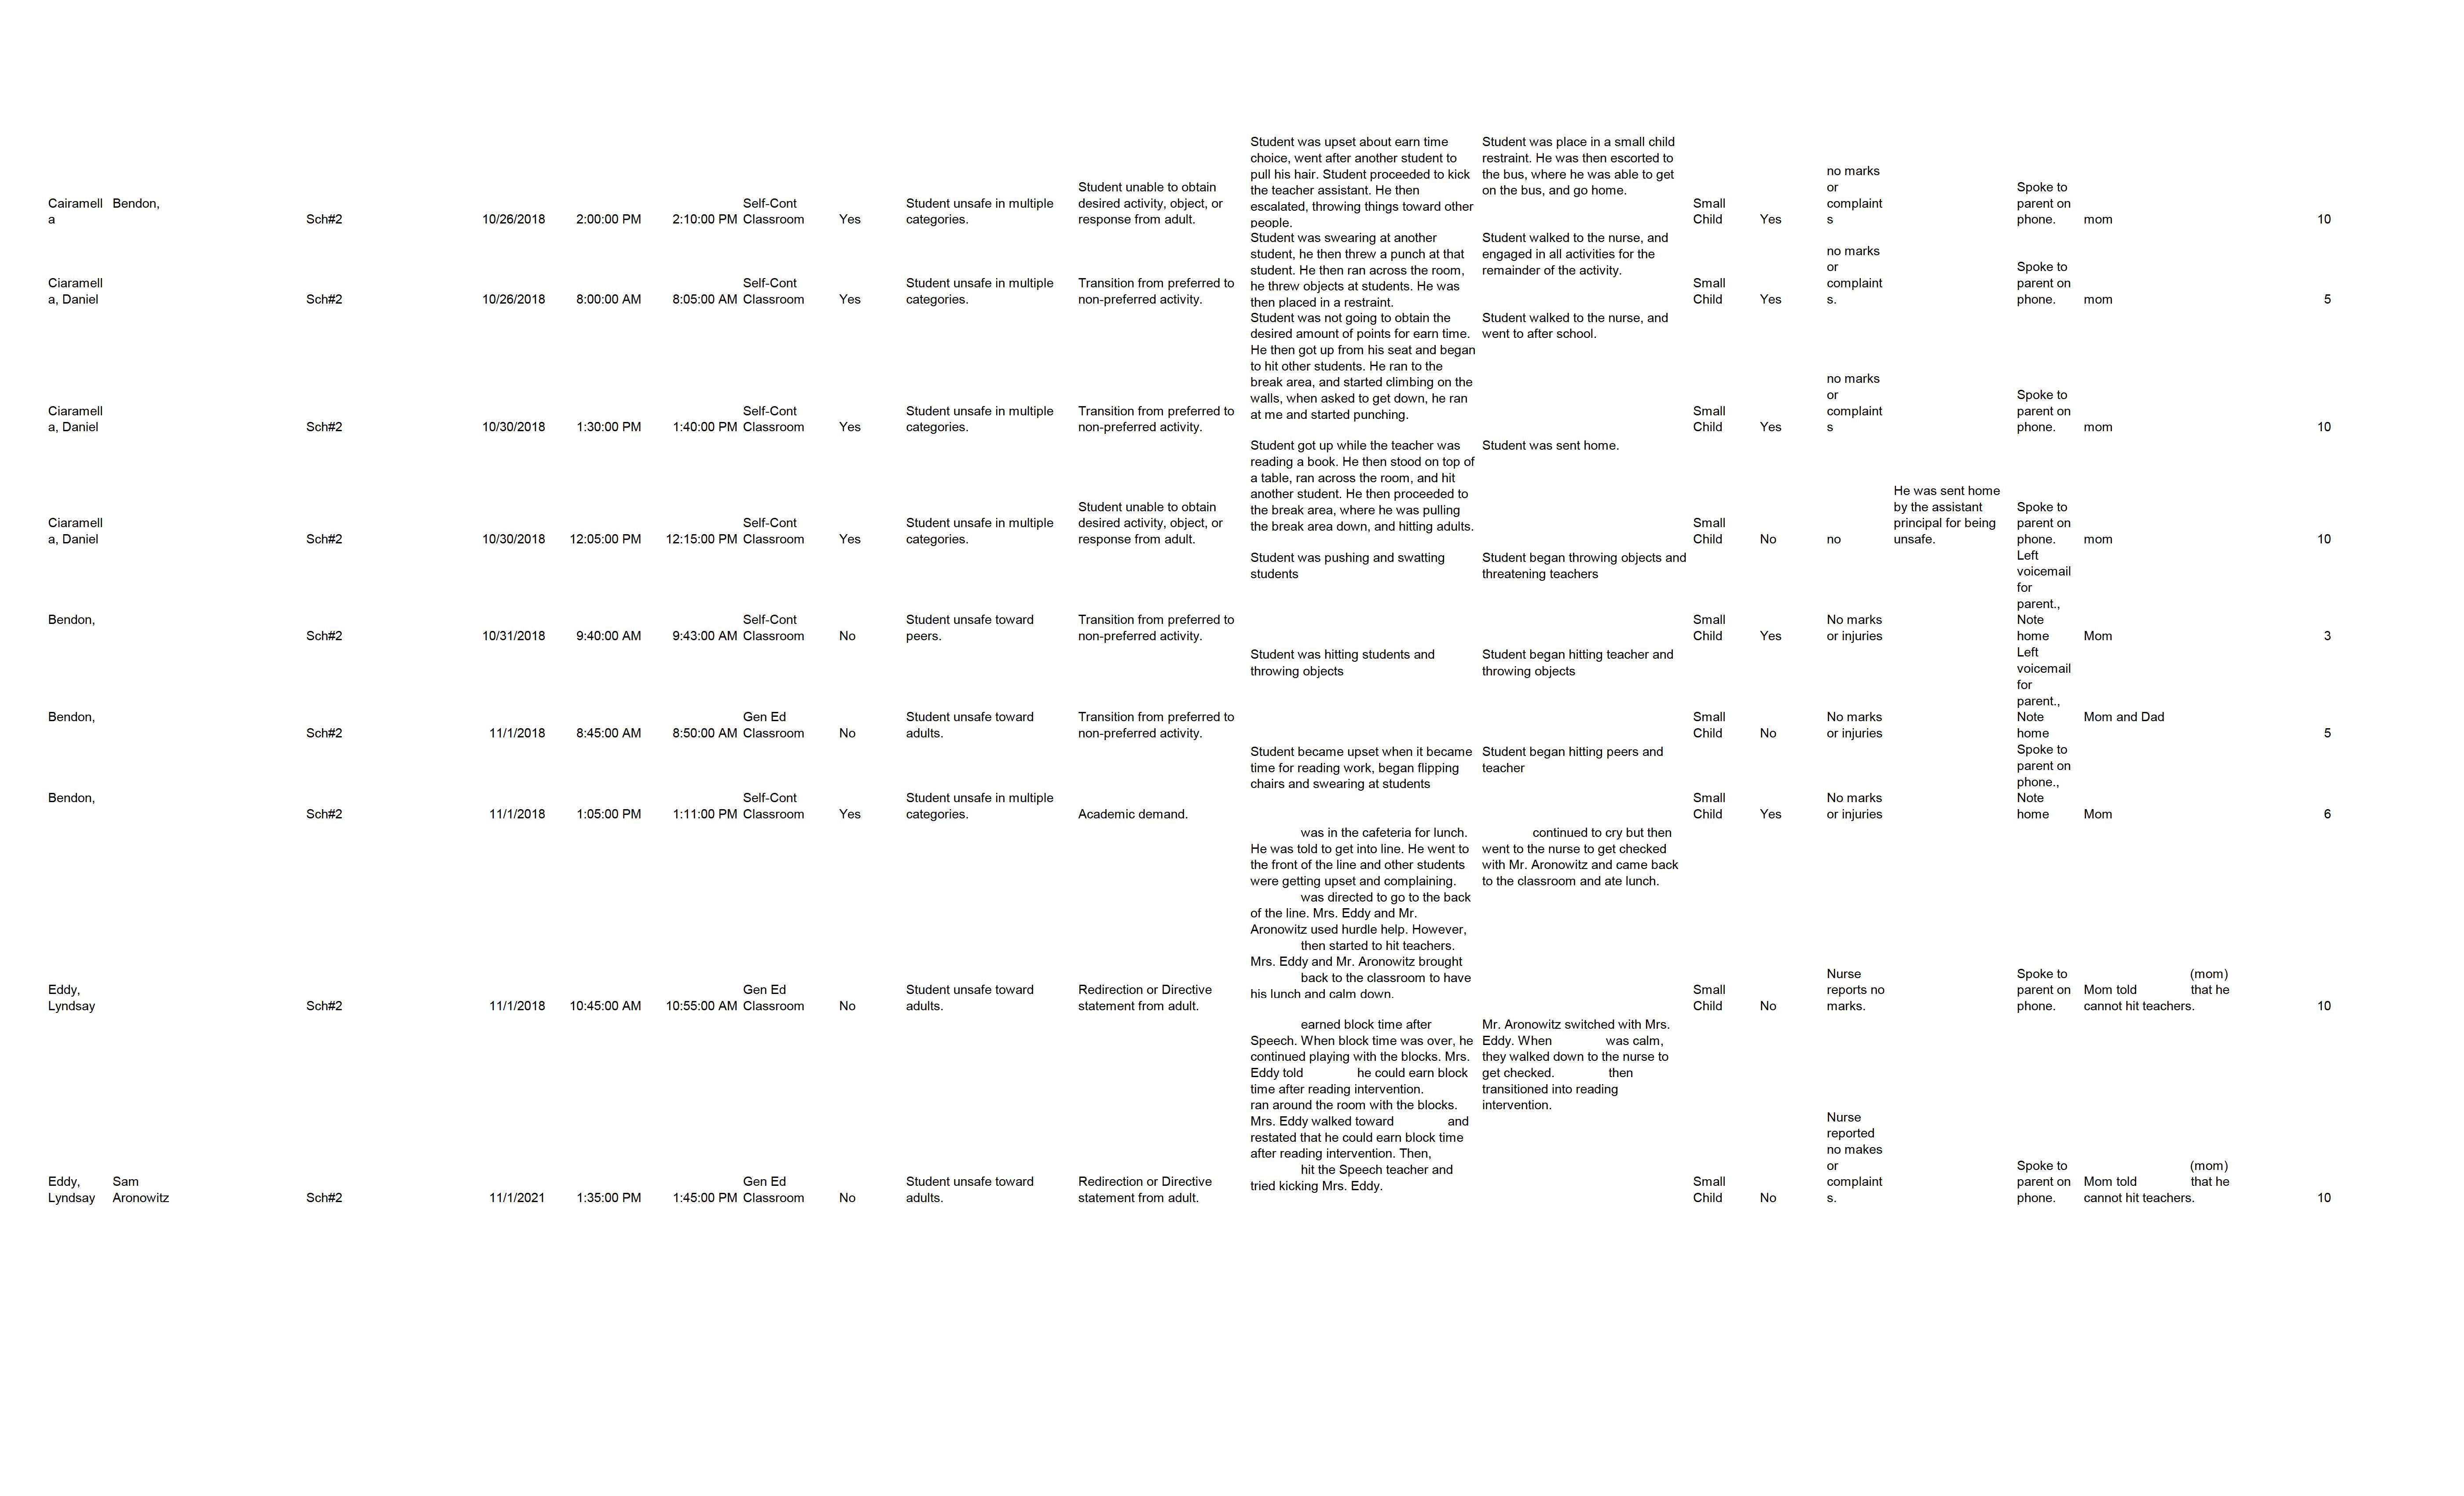 Cairamell
a
Bendon,
Sch#2
10/26/2018
2:00:00 PM
2:10:00 PM
Self-Cont
Classroom
Yes
Student unsafe in multiple
categories.
Student unable to obtain
desired activity, object, or
response from adult.
Student was upset about earn time
choice, went after another student to
pull his hair. Student proceeded to kick
the teacher assistant. He then
escalated, throwing things toward other
people.
Student was place in a small child
restraint. He was then escorted to
the bus, where he was able to get
on the bus, and go home.
Small
Child
Yes
no marks
or
complaint
s
Spoke to
parent on
phone.
mom
10
Ciaramell
a, Daniel
Sch#2
10/26/2018
8:00:00 AM
8:05:00 AM
Self-Cont
Classroom
Yes
Student unsafe in multiple
categories.
Transition from preferred to
non-preferred activity.
Student was swearing at another
student, he then threw a punch at that
student. He then ran across the room,
he threw objects at students. He was
then placed in a restraint.
Student walked to the nurse, and
engaged in all activities for the
remainder of the activity.
Small
Child
Yes
no marks
or
complaint
s.
Spoke to
parent on
phone.
mom
5
Ciaramell
a, Daniel
Sch#2
10/30/2018
1:30:00 PM
1:40:00 PM
Self-Cont
Classroom
Yes
Student unsafe in multiple
categories.
Transition from preferred to
non-preferred activity.
Student was not going to obtain the
desired amount of points for earn time.
He then got up from his seat and began
to hit other students. He ran to the
break area, and started climbing on the
walls, when asked to get down, he ran
at me and started punching.
Student walked to the nurse, and
went to after school.
Small
Child
Yes
no marks
or
complaint
s
Spoke to
parent on
phone.
mom
10
Ciaramell
a, Daniel
Sch#2
10/30/2018
12:05:00 PM
12:15:00 PM
Self-Cont
Classroom
Yes
Student unsafe in multiple
categories.
Student unable to obtain
desired activity, object, or
response from adult.
Student got up while the teacher was
reading a book. He then stood on top of
a table, ran across the room, and hit
another student. He then proceeded to
the break area, where he was pulling
the break area down, and hitting adults.
Student was sent home.
Small
Child
No
no
He was sent home
by the assistant
principal for being
unsafe.
Spoke to
parent on
phone.
mom
10
Bendon,
Sch#2
10/31/2018
9:40:00 AM
9:43:00 AM
Self-Cont
Classroom
No
Student unsafe toward
peers.
Transition from preferred to
non-preferred activity.
Student was pushing and swatting
students
Student began throwing objects and
threatening teachers
Small
Child
Yes
No marks
or injuries
Left
voicemail
for
parent.,
Note
home
Mom
3
Bendon,
Sch#2
11/1/2018
8:45:00 AM
8:50:00 AM
Gen Ed
Classroom
No
Student unsafe toward
adults.
Transition from preferred to
non-preferred activity.
Student was hitting students and
throwing objects
Student began hitting teacher and
throwing objects
Small
Child
No
No marks
or injuries
Left
voicemail
for
parent.,
Note
home
Mom and Dad
5
Bendon,
Sch#2
11/1/2018
1:05:00 PM
1:11:00 PM
Self-Cont
Classroom
Yes
Student unsafe in multiple
categories.
Academic demand.
Student became upset when it became
time for reading work, began flipping
chairs and swearing at students
Student began hitting peers and
teacher
Small
Child
Yes
No marks
or injuries
Spoke to
parent on
phone.,
Note
home
Mom
6
Eddy,
Lyndsay
Sch#2
11/1/2018
10:45:00 AM
10:55:00 AM
Gen Ed
Classroom
No
Student unsafe toward
adults.
Redirection or Directive
statement from adult.
was in the cafeteria for lunch.
He was told to get into line. He went to
the front of the line and other students
were getting upset and complaining.
was directed to go to the back
of the line. Mrs. Eddy and Mr.
Aronowitz used hurdle help. However,
then started to hit teachers.
Mrs. Eddy and Mr. Aronowitz brought
back to the classroom to have
his lunch and calm down.
continued to cry but then
went to the nurse to get checked
with Mr. Aronowitz and came back
to the classroom and ate lunch.
Small
Child
No
Nurse
reports no
marks.
Spoke to
parent on
phone.
(mom)
Mom told that he
cannot hit teachers.
10
Eddy,
Lyndsay
Sam
Aronowitz
Sch#2
11/1/2021
1:35:00 PM
1:45:00 PM
Gen Ed
Classroom
No
Student unsafe toward
adults.
Redirection or Directive
statement from adult.
earned block time after
Speech. When block time was over, he
continued playing with the blocks. Mrs.
Eddy told he could earn block
time after reading intervention.
ran around the room with the blocks.
Mrs. Eddy walked toward and
restated that he could earn block time
after reading intervention. Then,
hit the Speech teacher and
tried kicking Mrs. Eddy.
Mr. Aronowitz switched with Mrs.
Eddy. When was calm,
they walked down to the nurse to
get checked. then
transitioned into reading
intervention.
Small
Child
No
Nurse
reported
no makes
or
complaint
s.
Spoke to
parent on
phone.
(mom)
Mom told that he
cannot hit teachers.
10